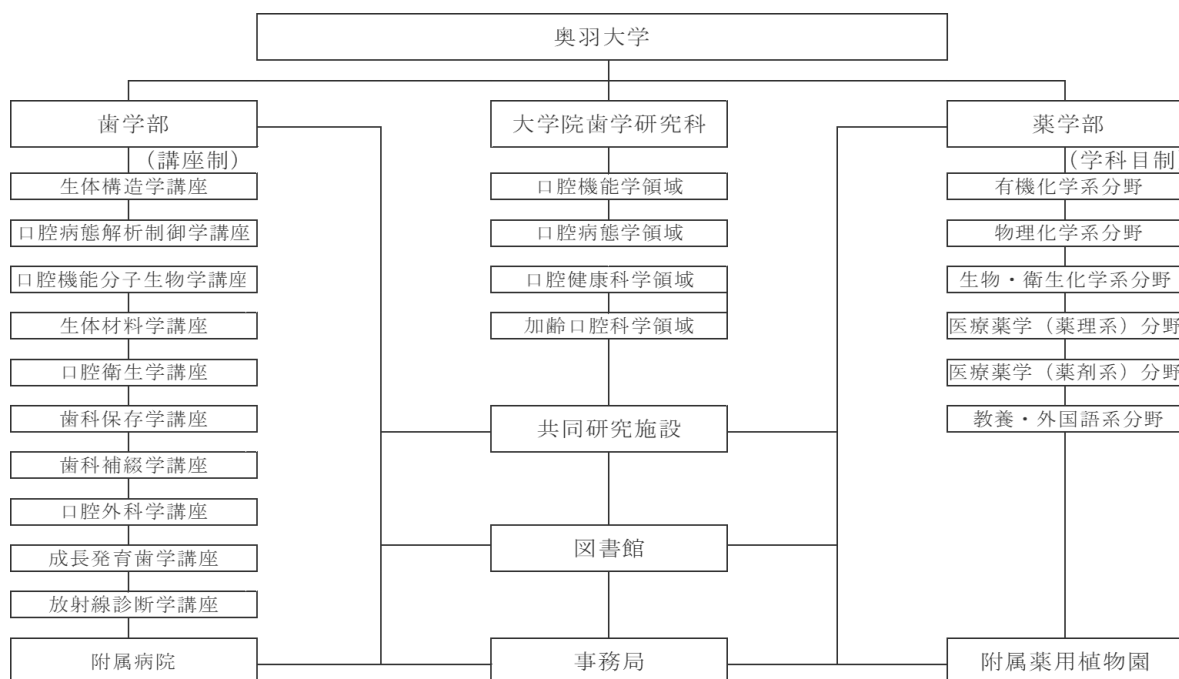 奥羽大学
歯学部
(講座制)
生体構造学講座
口腔病態解析制御学講座
口腔機能分子生物学講座
生体材料学講座
口腔衛生学講座
歯科保存学講座
歯科補綴学講座
口腔外科学講座
成長発育歯学講座
放射線診断学講座
附属病院
大学院歯学研究科
口腔機能学領域
口腔病態学領域
口腔健康科学領域
加齢口腔科学領域
共同研究施設
図書館
事務局
薬学部
(学科目制
有機化学系分野
物理化学系分野
生物・衛生化学系分野
医療薬学（薬理系）分野
医療薬学（薬剤系）分野
教養・外国語系分野
附属薬用植物園